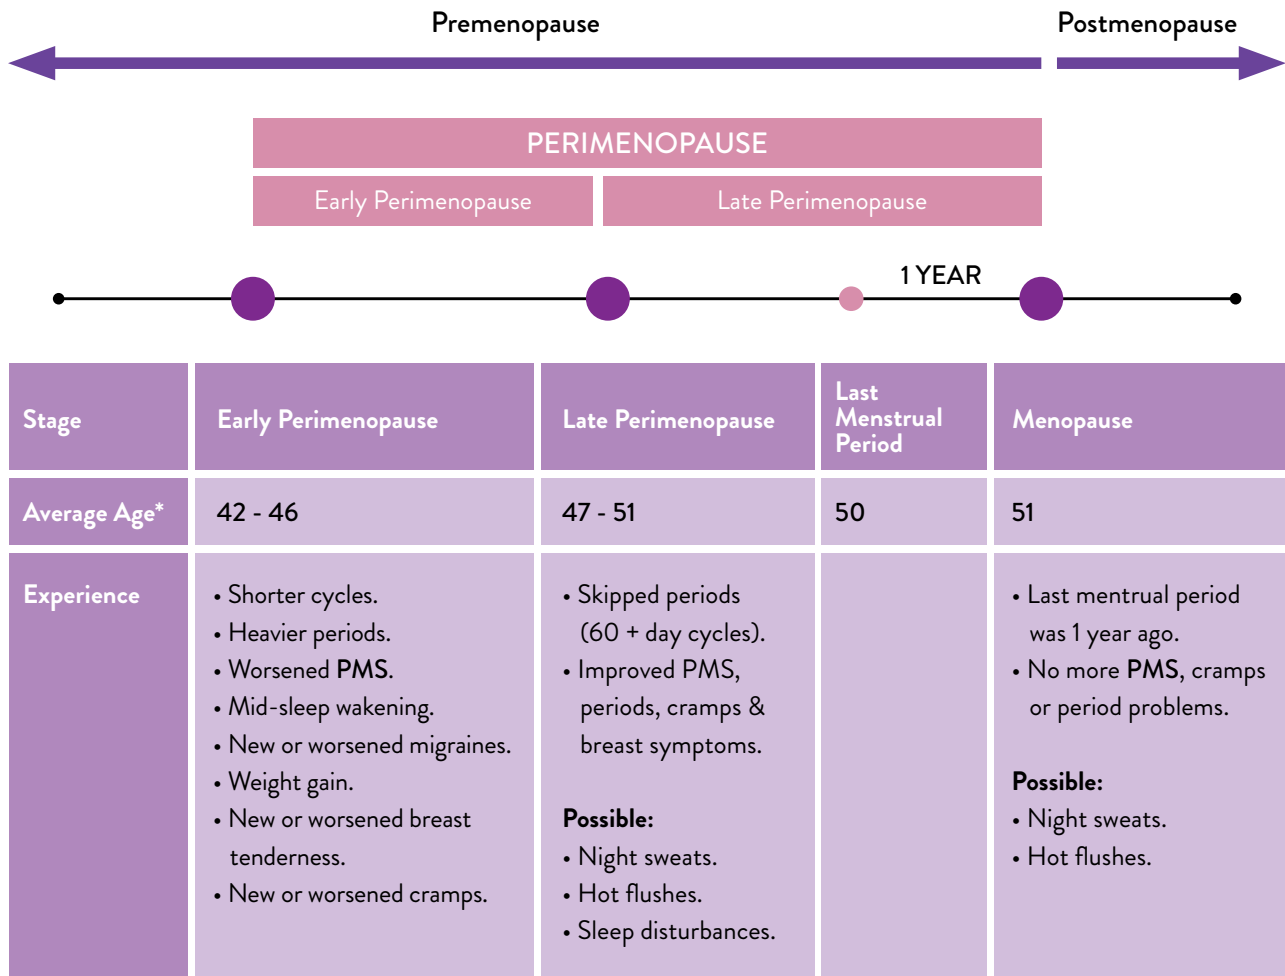 Premenopause
Postmenopause
PERIMENOPAUSE
Early Perimenopause
Late Perimenopause
1 YEAR
Stage
Early Perimenopause
Late Perimenopause
Last
Menstrual
Period
Menopause
Average Age*
42 - 46
47 - 51
50
51
Experience
• Shorter cycles.
• Heavier periods.
• Worsened PMS.
• Mid-sleep wakening.
• New or worsened migraines.
• Weight gain.
• New or worsened breast
tenderness.
• New or worsened cramps.
• Skipped periods
(60 + day cycles).
• Improved PMS,
periods, cramps &
breast symptoms.
Possible:
• Night sweats.
• Hot flushes.
• Sleep disturbances.
• Last mentrual period
was 1 year ago.
• No more PMS, cramps
or period problems.
Possible:
• Night sweats.
• Hot flushes.